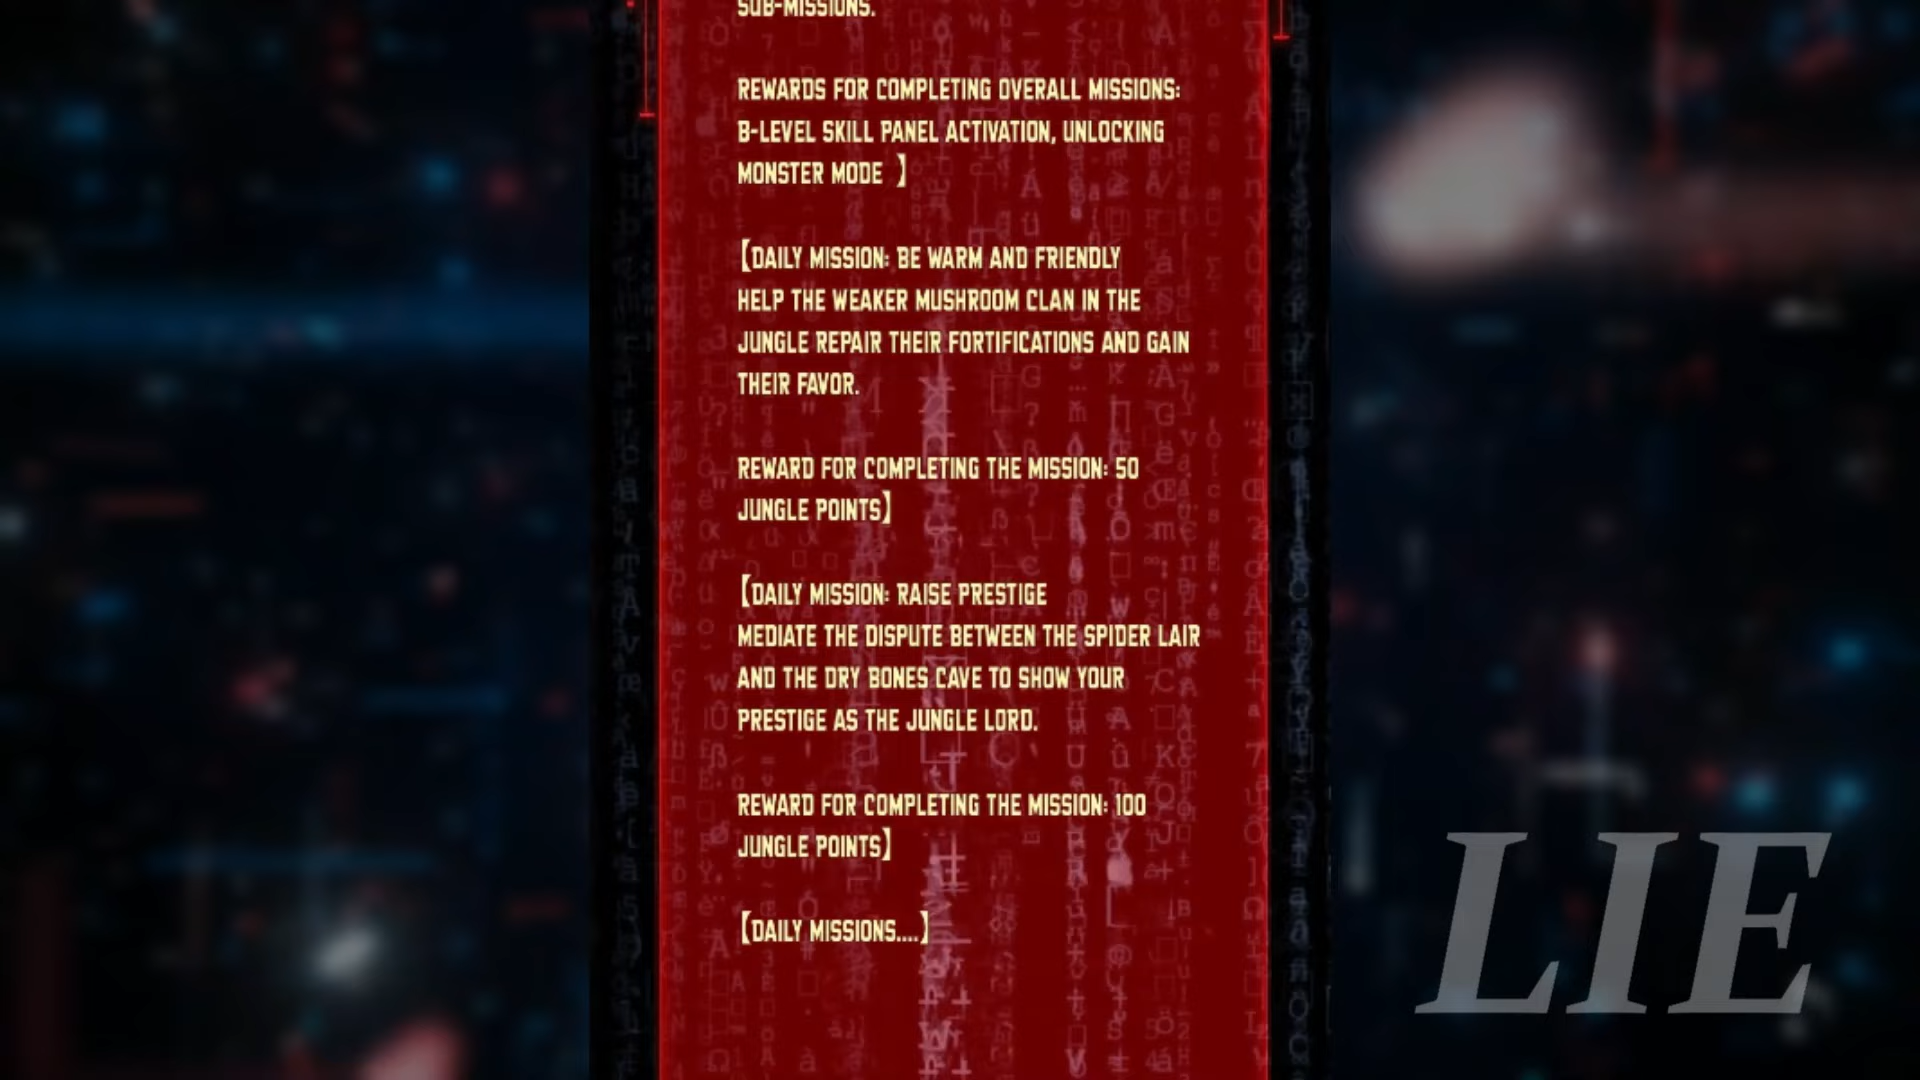 SUB-MISSIONS.
REWARDS FOR COMPLETING OVERALL MISSIONS:
B-LEVEL SKILL PANEL ACTIVATION, UNLOCKING
MONSTER MODE 】
【DAILY MISSION: BE WARM AND FRIENDLY
HELP THE WEAKER MUSHROOM CLAN IN THE
JUNGLE REPAIR THEIR FORTIFICATIONS AND GAIN
THEIR FAVOR.
REWARD FOR COMPLETING THE MISSION: 50
JUNGLE POINTS】
【DAILY MISSION: RAISE PRESTIGE
MEDIATE THE DISPUTE BETWEEN THE SPIDER LAIR
AND THE DRY BONES CAVE TO SHOW YOUR
PRESTIGE AS THE JUNGLE LORD.
REWARD FOR COMPLETING THE MISSION: 100
JUNGLE POINTS】
【DAILY MISSIONS....】
LIE